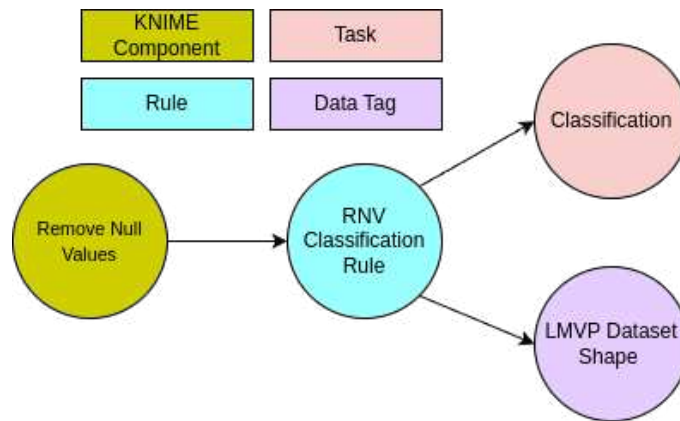 KNIME
Component
Task
Rule
Data Tag
Classification
Remove Null
Values
RNV
Classification
Rule
LMVP Dataset
Shape